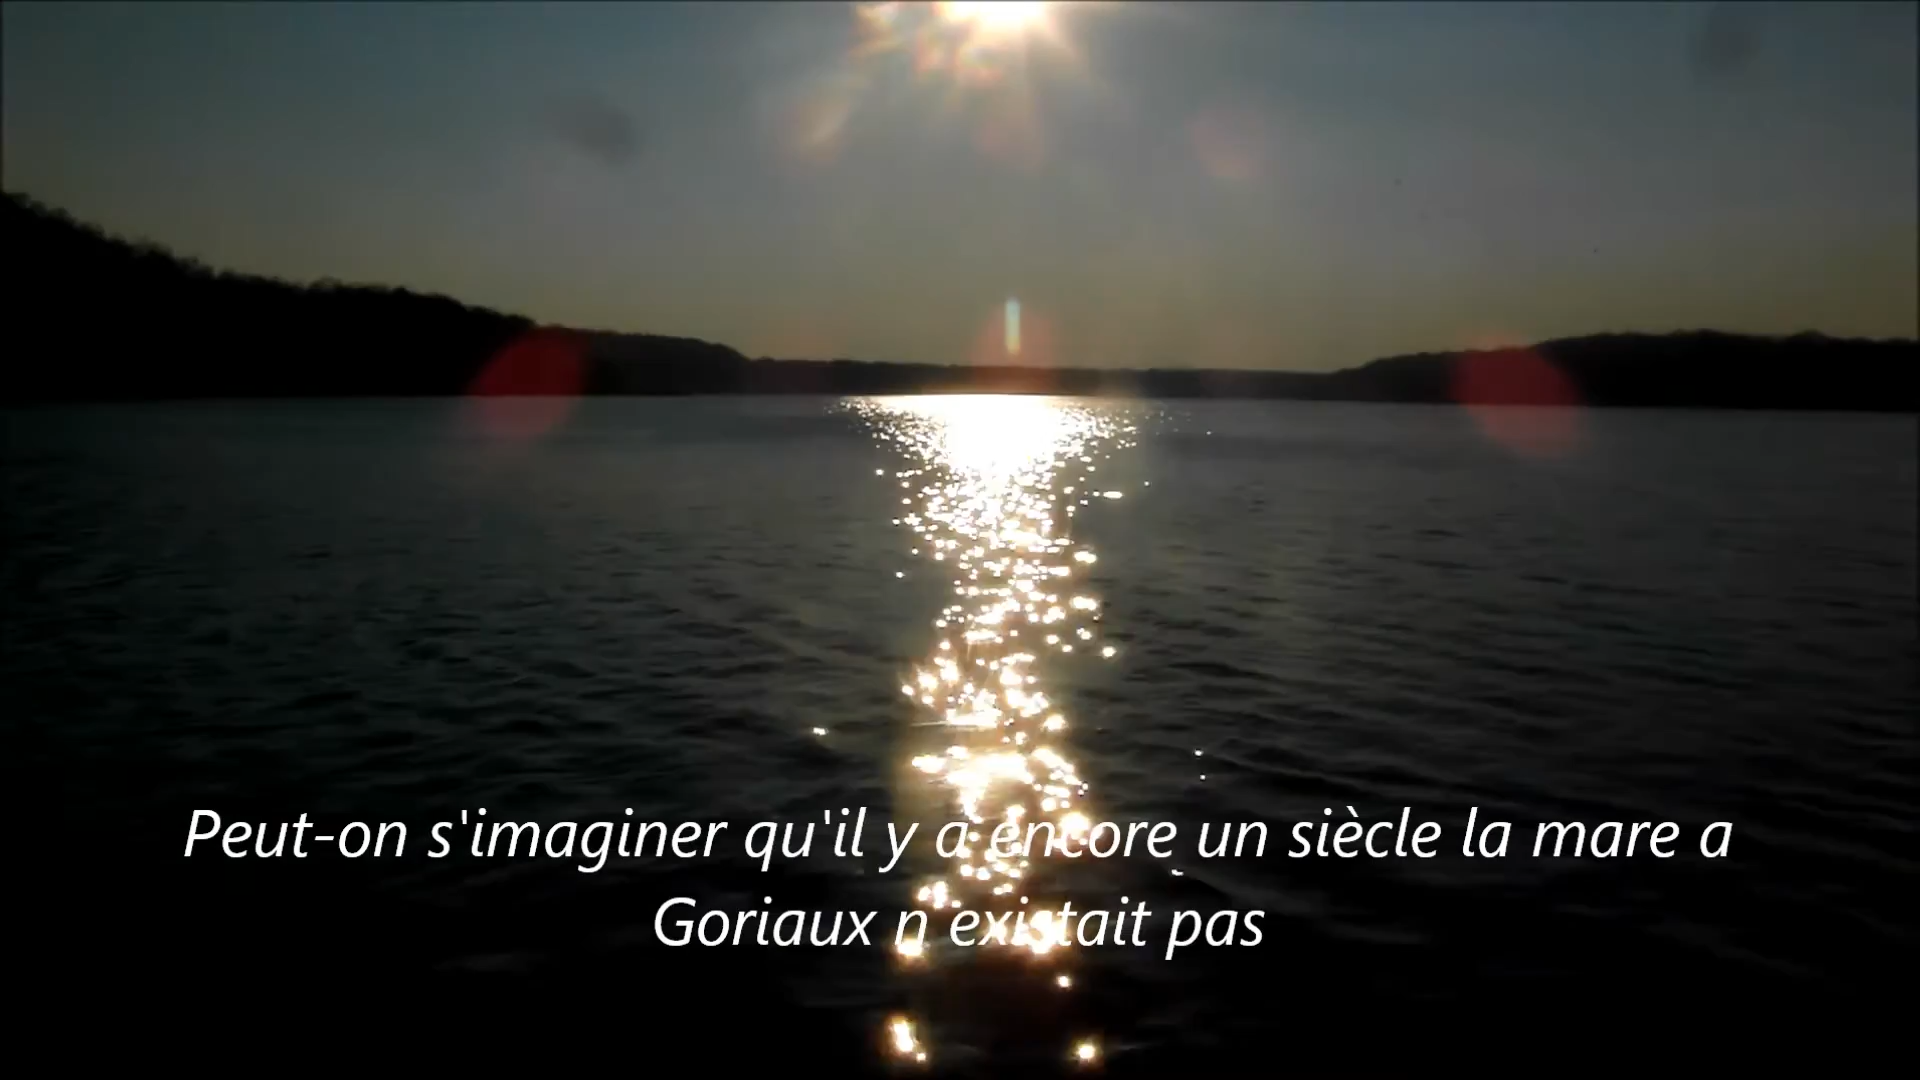 Peut-on s'imaginer qu'il y a encore un siècle la mare a
Goriaux n existait pas